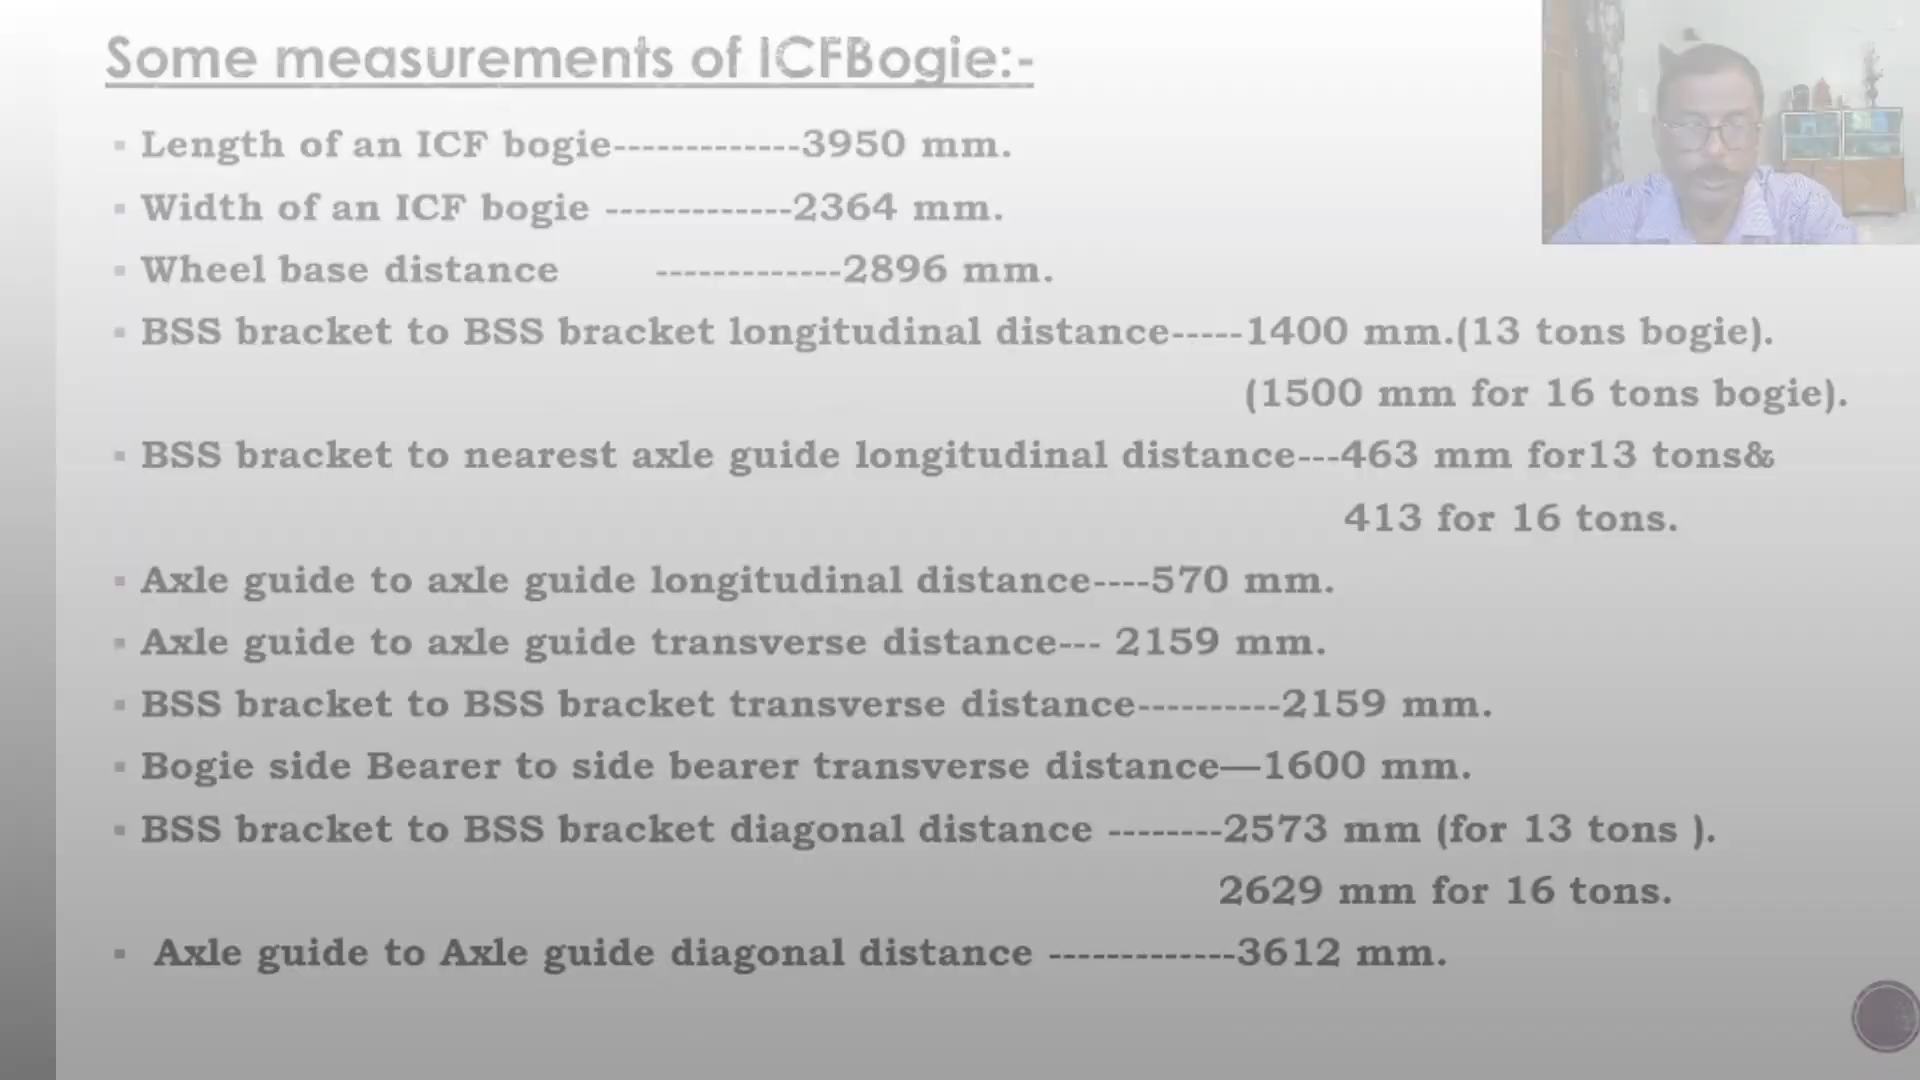 Some measurements of ICFBogie:-
▪ Length of an ICF bogie-------------3950 mm.
▪ Width of an ICF bogie -------------2364 mm.
▪ Wheel base distance -------------2896 mm.
▪ BSS bracket to BSS bracket longitudinal distance-----1400 mm.(13 tons bogie).
(1500 mm for 16 tons bogie).
▪ BSS bracket to nearest axle guide longitudinal distance---463 mm for13 tons&
413 for 16 tons.
▪ Axle guide to axle guide longitudinal distance----570 mm.
▪ Axle guide to axle guide transverse distance--- 2159 mm.
▪ BSS bracket to BSS bracket transverse distance----------2159 mm.
▪ Bogie side Bearer to side bearer transverse distance—1600 mm.
▪ BSS bracket to BSS bracket diagonal distance --------2573 mm (for 13 tons ).
2629 mm for 16 tons.
▪ Axle guide to Axle guide diagonal distance -------------3612 mm.